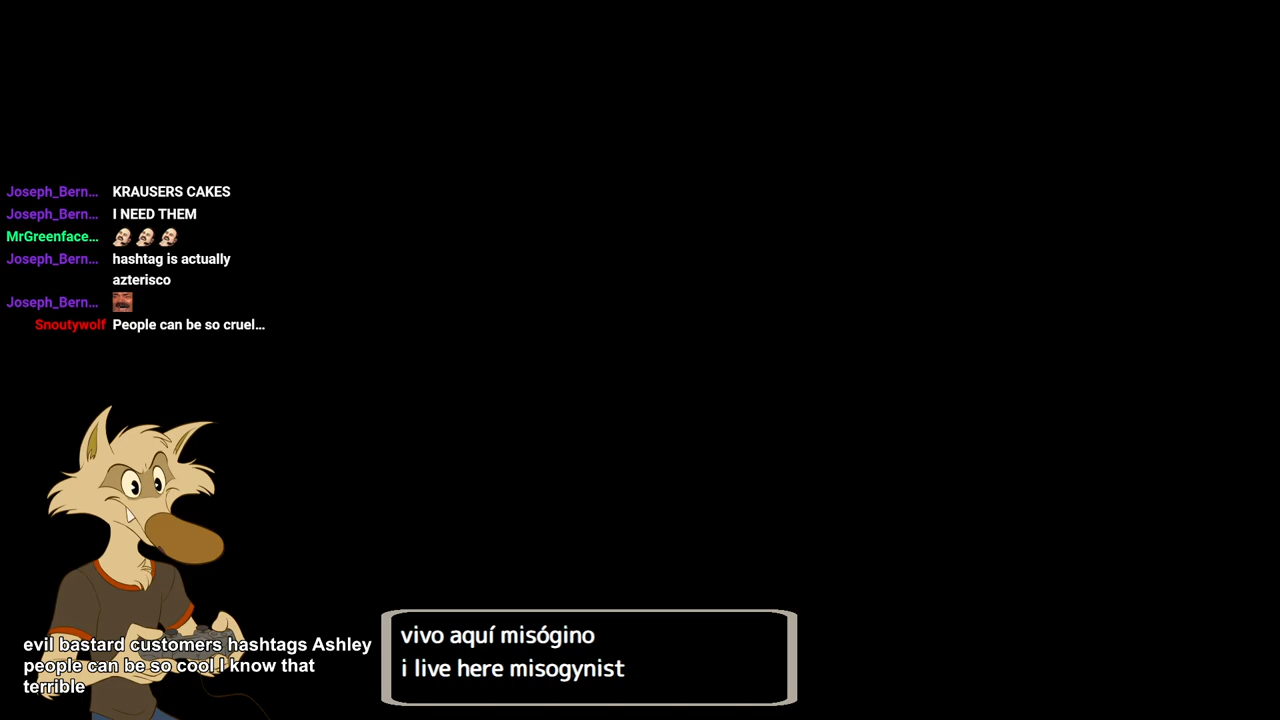 Joseph_Bern... KRAUSERS CAKES
Joseph_Bern... I NEED THEM
MrGreenface...
Joseph_Bern... hashtag is actually
azterisco
Joseph_Bern...
Snoutywolf People can be so cruel...
evil bastard customers hashtags Ashley
people can be so cool I know that
terrible
vivo aquí misógino
i live here misogynist